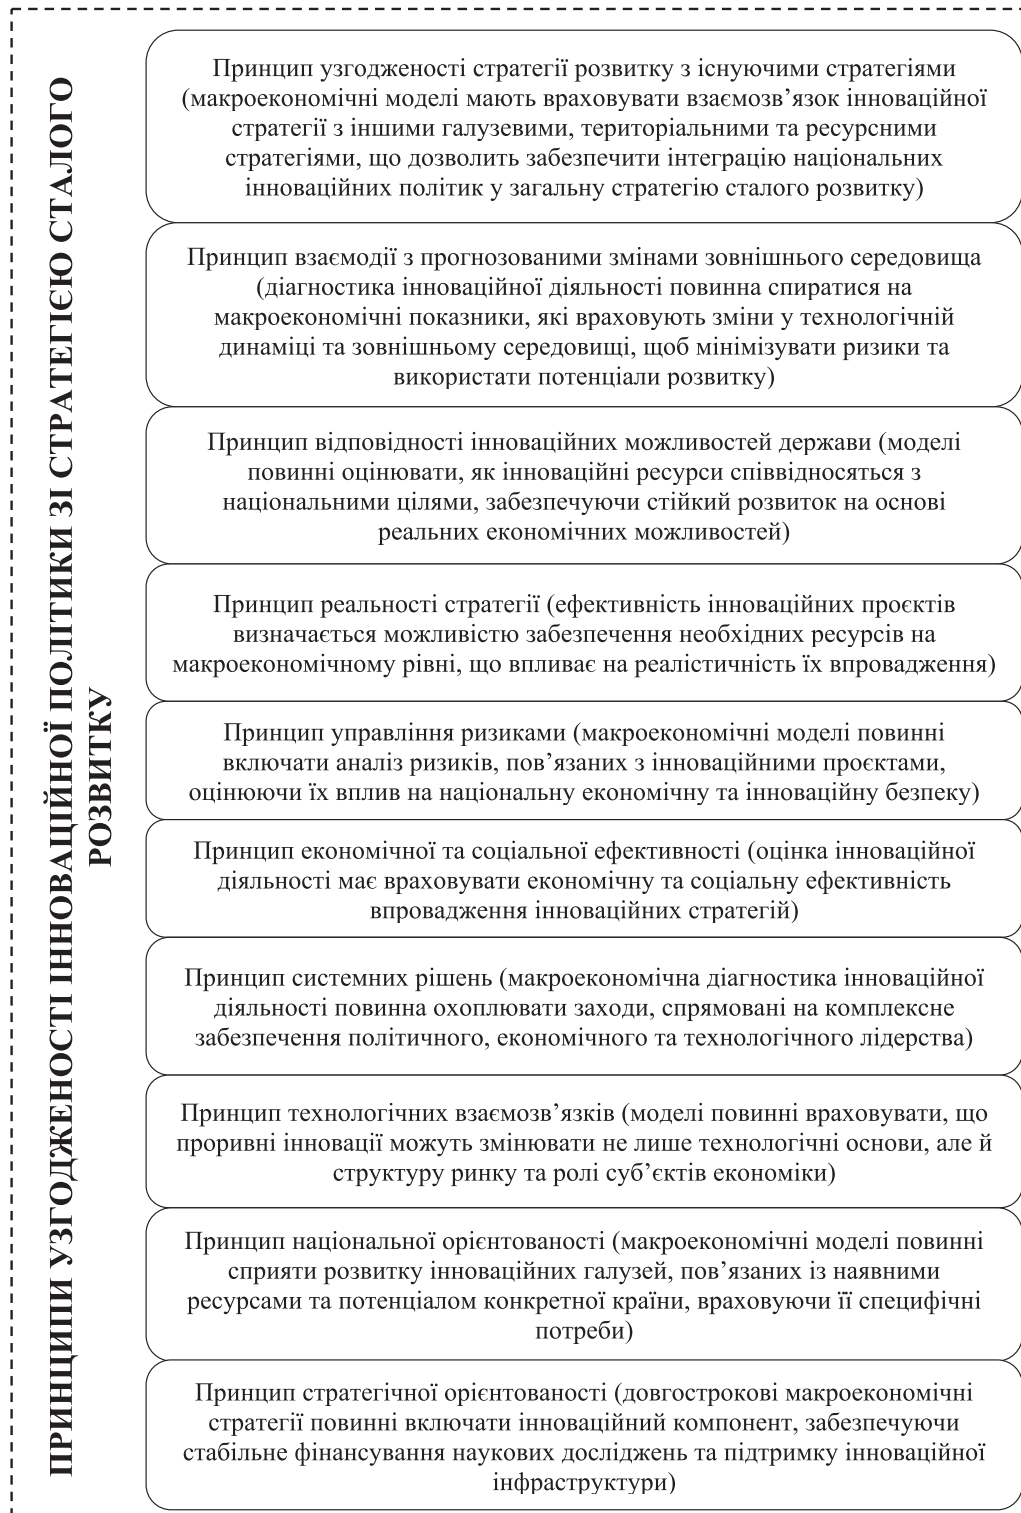 ПРИНЦИПИ УЗГОДЖЕНОСТІ ІННОВАЦІЙНОЇ ПОЛІТИКИ ЗІ СТРАТЕГІЄЮ СТАЛОГО
РОЗВИТКУ
Принцип узгодженості стратегії розвитку з існуючими стратегіями
(макроекономічні моделі мають враховувати взаємозв’язок інноваційної
стратегії з іншими галузевими, територіальними та ресурсними
стратегіями, що дозволить забезпечити інтеграцію національних
інноваційних політик у загальну стратегію сталого розвитку)
Принцип взаємодії з прогнозованими змінами зовнішнього середовища
(діагностика інноваційної діяльності повинна спиратися на
макроекономічні показники, які враховують зміни у технологічній
динаміці та зовнішньому середовищі, щоб мінімізувати ризики та
використати потенціали розвитку)
Принцип відповідності інноваційних можливостей держави (моделі
повинні оцінювати, як інноваційні ресурси співвідносяться з
національними цілями, забезпечуючи стійкий розвиток на основі
реальних економічних можливостей)
Принцип реальності стратегії (ефективність інноваційних проєктів
визначається можливістю забезпечення необхідних ресурсів на
макроекономічному рівні, що впливає на реалістичність їх впровадження)
Принцип управління ризиками (макроекономічні моделі повинні
включати аналіз ризиків, пов’язаних з інноваційними проєктами,
оцінюючи їх вплив на національну економічну та інноваційну безпеку)
Принцип економічної та соціальної ефективності (оцінка інноваційної
діяльності має враховувати економічну та соціальну ефективність
впровадження інноваційних стратегій)
Принцип системних рішень (макроекономічна діагностика інноваційної
діяльності повинна охоплювати заходи, спрямовані на комплексне
забезпечення політичного, економічного та технологічного лідерства)
Принцип технологічних взаємозв’язків (моделі повинні враховувати, що
проривні інновації можуть змінювати не лише технологічні основи, але й
структуру ринку та ролі суб’єктів економіки)
Принцип національної орієнтованості (макроекономічні моделі повинні
сприяти розвитку інноваційних галузей, пов’язаних із наявними
ресурсами та потенціалом конкретної країни, враховуючи її специфічні
потреби)
Принцип стратегічної орієнтованості (довгострокові макроекономічні
стратегії повинні включати інноваційний компонент, забезпечуючи
стабільне фінансування наукових досліджень та підтримку інноваційної
інфраструктури)